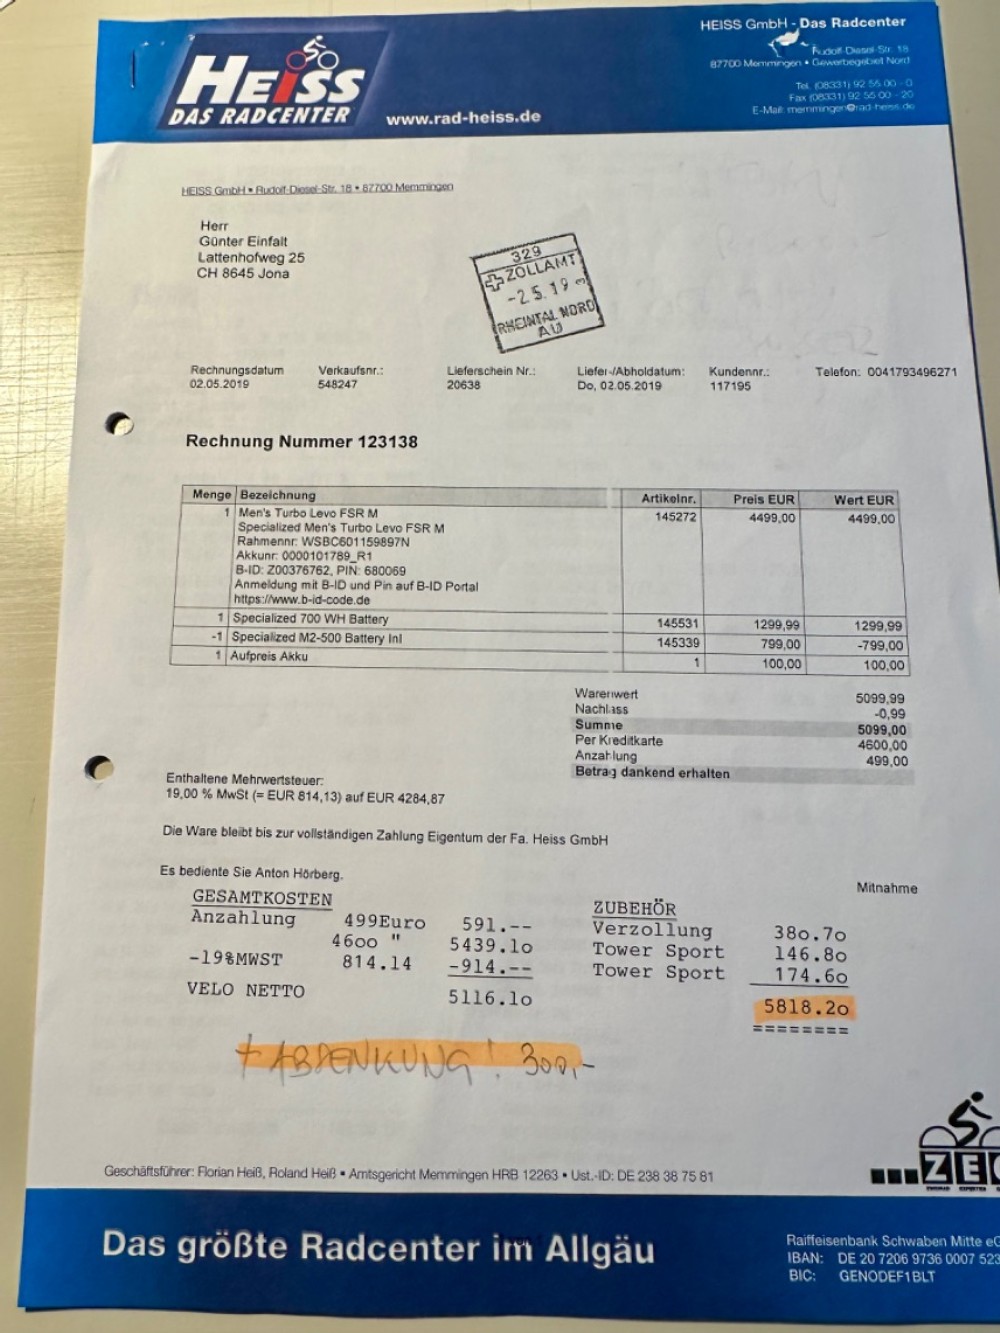 HEISS
DAS RADCENTER
www.rad-heiss.de
HEISS GmbH - Das Radcenter
Rudolf-Diesel-Str. 18
87700 Memmingen • Gewerbegebiet Nord
Tel. (08331) 92 55 00 - 0
Fax (08331) 92 55 00 - 20
E-Mail: memmingen@rad-heiss.de
HEISS GmbH • Rudolf-Diesel-Str. 18 • 87700 Memmingen
Herr
Günter Einfalt
Lattenhofweg 25
CH 8645 Jona
329
ZOLLAMT
-2.5.19
RHEINTAL NORD
AU
Rechnungsdatum Verkaufsnr.: Lieferschein Nr.: Liefer-/Abholdatum: Kundennr.: Telefon: 0041793496271
02.05.2019 548247 20638 Do, 02.05.2019 117195
Rechnung Nummer 123138
Menge Bezeichnung Artikelnr. Preis EUR Wert EUR
1 Men's Turbo Levo FSR M 145272 4499,00 4499,00
Specialized Men's Turbo Levo FSR M
Rahmennr: WSBC601159897N
Akkunr: 0000101789_R1
B-ID: Z00376762, PIN: 680069
Anmeldung mit B-ID und Pin auf B-ID Portal
https://www.b-id-code.de
1 Specialized 700 WH Battery 145531 1299,99 1299,99
-1 Specialized M2-500 Battery Inl 145339 799,00 -799,00
1 Aufpreis Akku 1 100,00 100,00
Warenwert 5099,99
Nachlass -0,99
Summe 5099,00
Per Kreditkarte 4600,00
Anzahlung 499,00
Betrag dankend erhalten
Enthaltene Mehrwertsteuer:
19,00 % MwSt (= EUR 814,13) auf EUR 4284,87
Die Ware bleibt bis zur vollständigen Zahlung Eigentum der Fa. Heiss GmbH
Es bediente Sie Anton Hörberg.
Mitnahme
GESAMTKOSTEN ZUBEHÖR
Anzahlung 499Euro 591.-- Verzollung 380.70
4600 " 5439.10 Tower Sport 146.80
-19%MWST 814.14 -914.-- Tower Sport 174.60
VELO NETTO 5116.10 5818.20
========
+ ABDENKUNG! 300,-
ZE
Geschäftsführer: Florian Heiß, Roland Heiß • Amtsgericht Memmingen HRB 12263 • Ust.-ID: DE 238 38 75 81
Das größte Radcenter im Allgäu
Raiffeisenbank Schwaben Mitte eG
IBAN: DE 20 7206 9736 0007 523
BIC: GENODEF1BLT